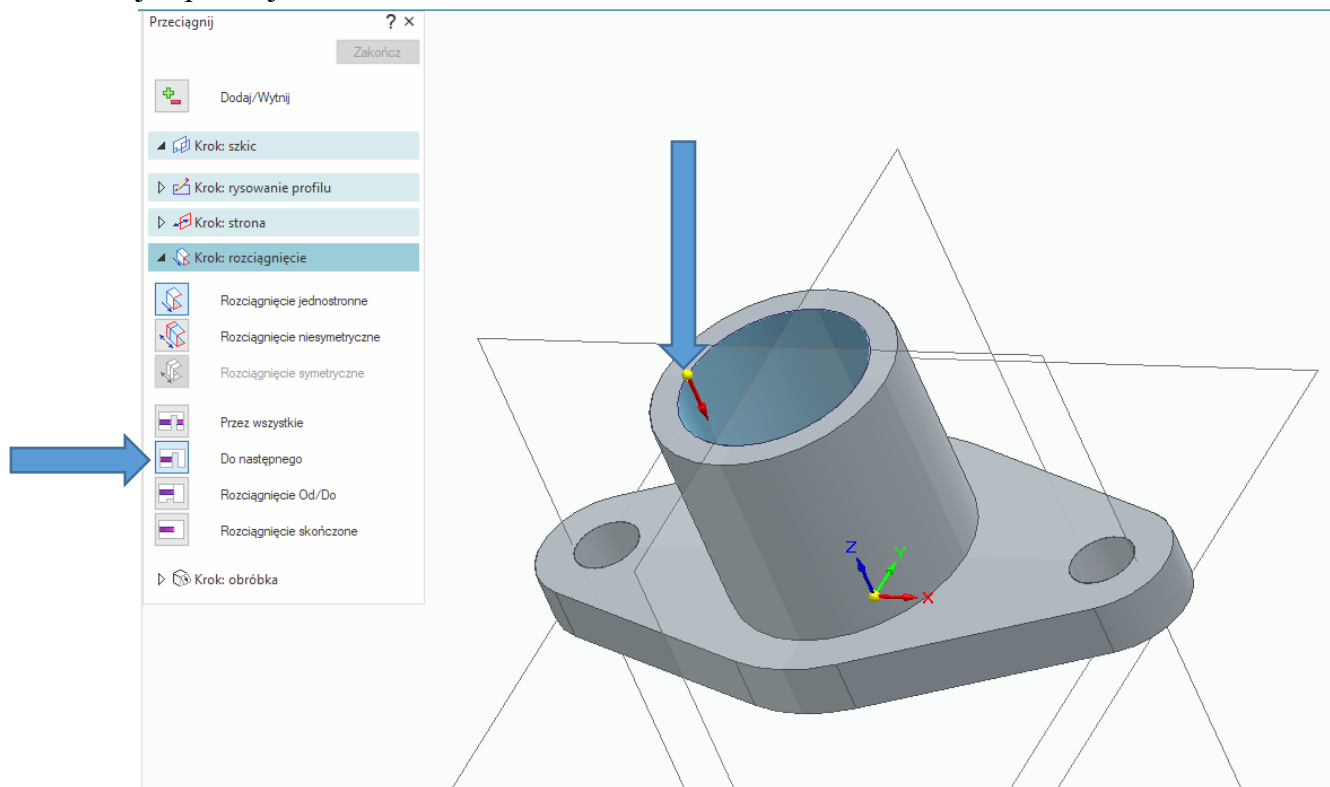 Przeciągnij ? ×
Zakończ
Dodaj/Wytnij
Krok: szkic
Krok: rysowanie profilu
Krok: strona
Krok: rozciągnięcie
Rozciągnięcie jednostronne
Rozciągnięcie niesymetryczne
Rozciągnięcie symetryczne
Przez wszystkie
Do następnego
Rozciągnięcie Od/Do
Rozciągnięcie skończone
Krok: obróbka
Z
Y
X